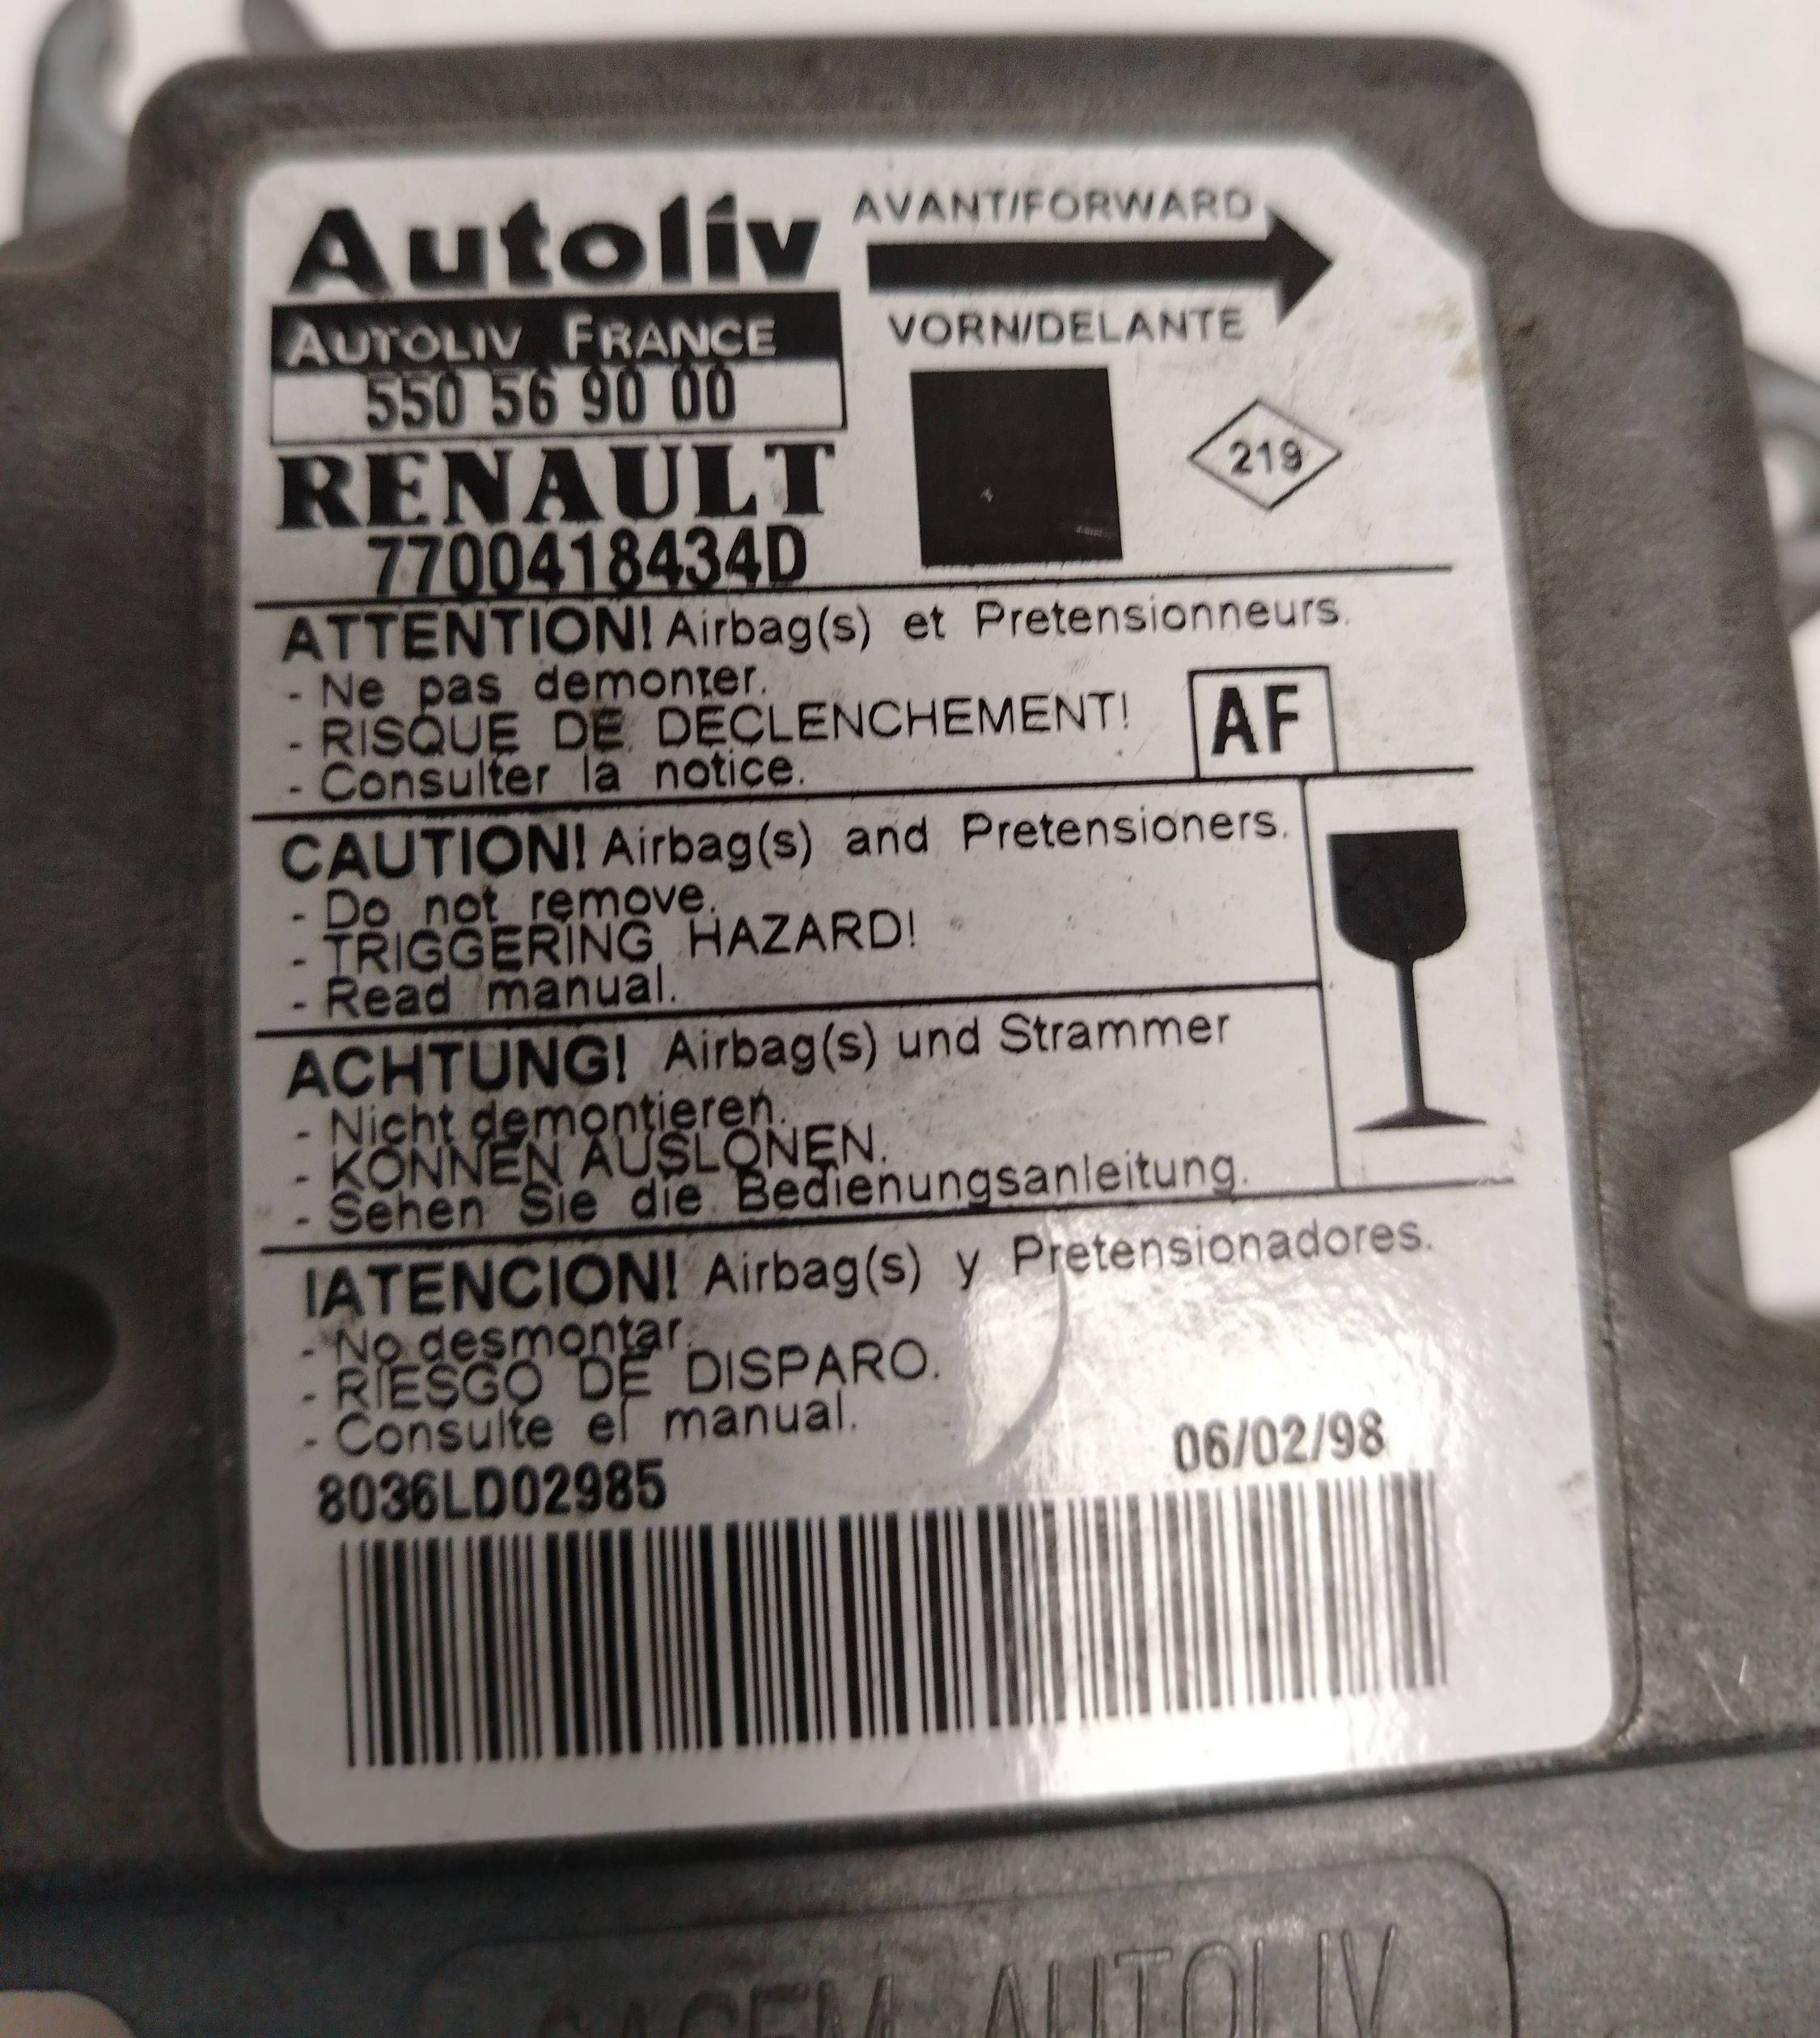 Autoliv
AVANT/FORWARD
AUTOLIV FRANCE
VORN/DELANTE
550 56 90 00
RENAULT
219
7700418434D
ATTENTION! Airbag(s) et Pretensionneurs.
- Ne pas demonter.
- RISQUE DE DECLENCHEMENT!
- Consulter la notice.
AF
CAUTION! Airbag(s) and Pretensioners.
- Do not remove.
- TRIGGERING HAZARD!
- Read manual.
ACHTUNG! Airbag(s) und Strammer
- Nicht demontieren.
- KONNEN AUSLONEN.
- Sehen Sie die Bedienungsanleitung.
IATENCION! Airbag(s) y Pretensionadores.
- No desmontar.
- RIESGO DE DISPARO.
- Consulte el manual.
06/02/98
8036LD02985
SAGEM AUTOLIV